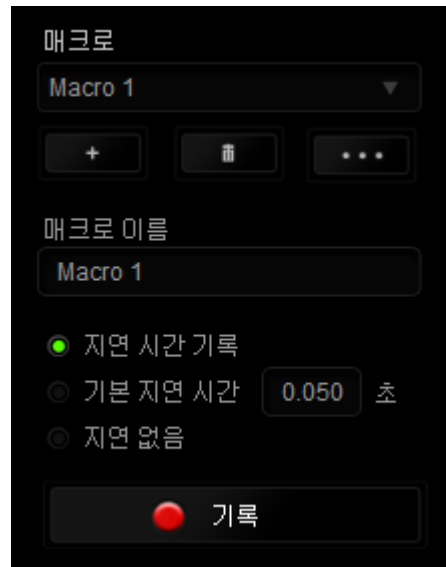 매크로
Macro 1
+
•••
매크로 이름
Macro 1
지연 시간 기록
기본 지연 시간 0.050 초
지연 없음
기록